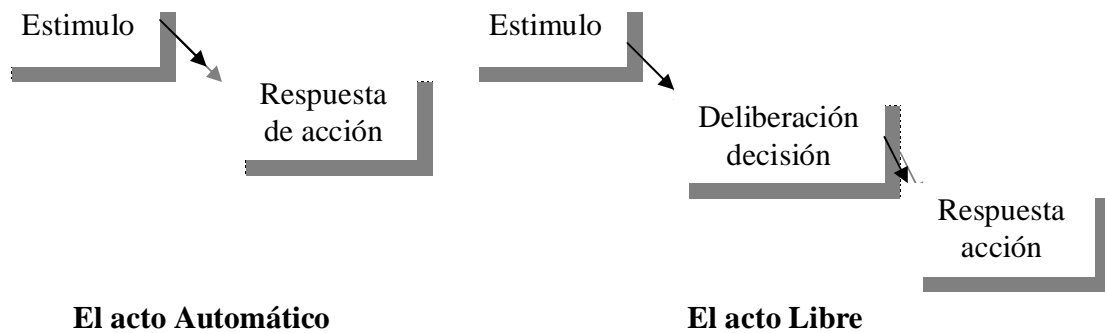 Estimulo
Respuesta
de acción
El acto Automático
Estimulo
Deliberación
decisión
Respuesta
acción
El acto Libre